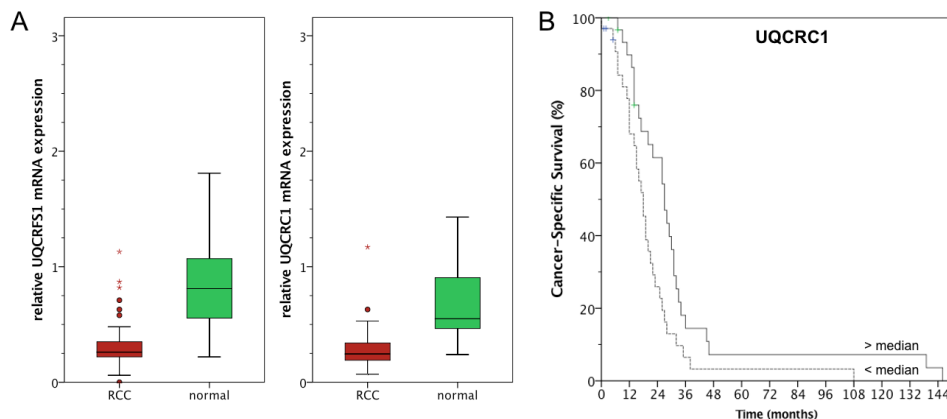 A
relative UQCRFS1 mRNA expression
3
2
1
0
RCC
normal
relative UQCRC1 mRNA expression
3
2
1
0
RCC
normal
B
UQCRC1
Cancer-Specific Survival (%)
100
80
60
40
20
0
> median
< median
0 12 24 36 48 60 72 84 96 108 120 132 144
Time (months)